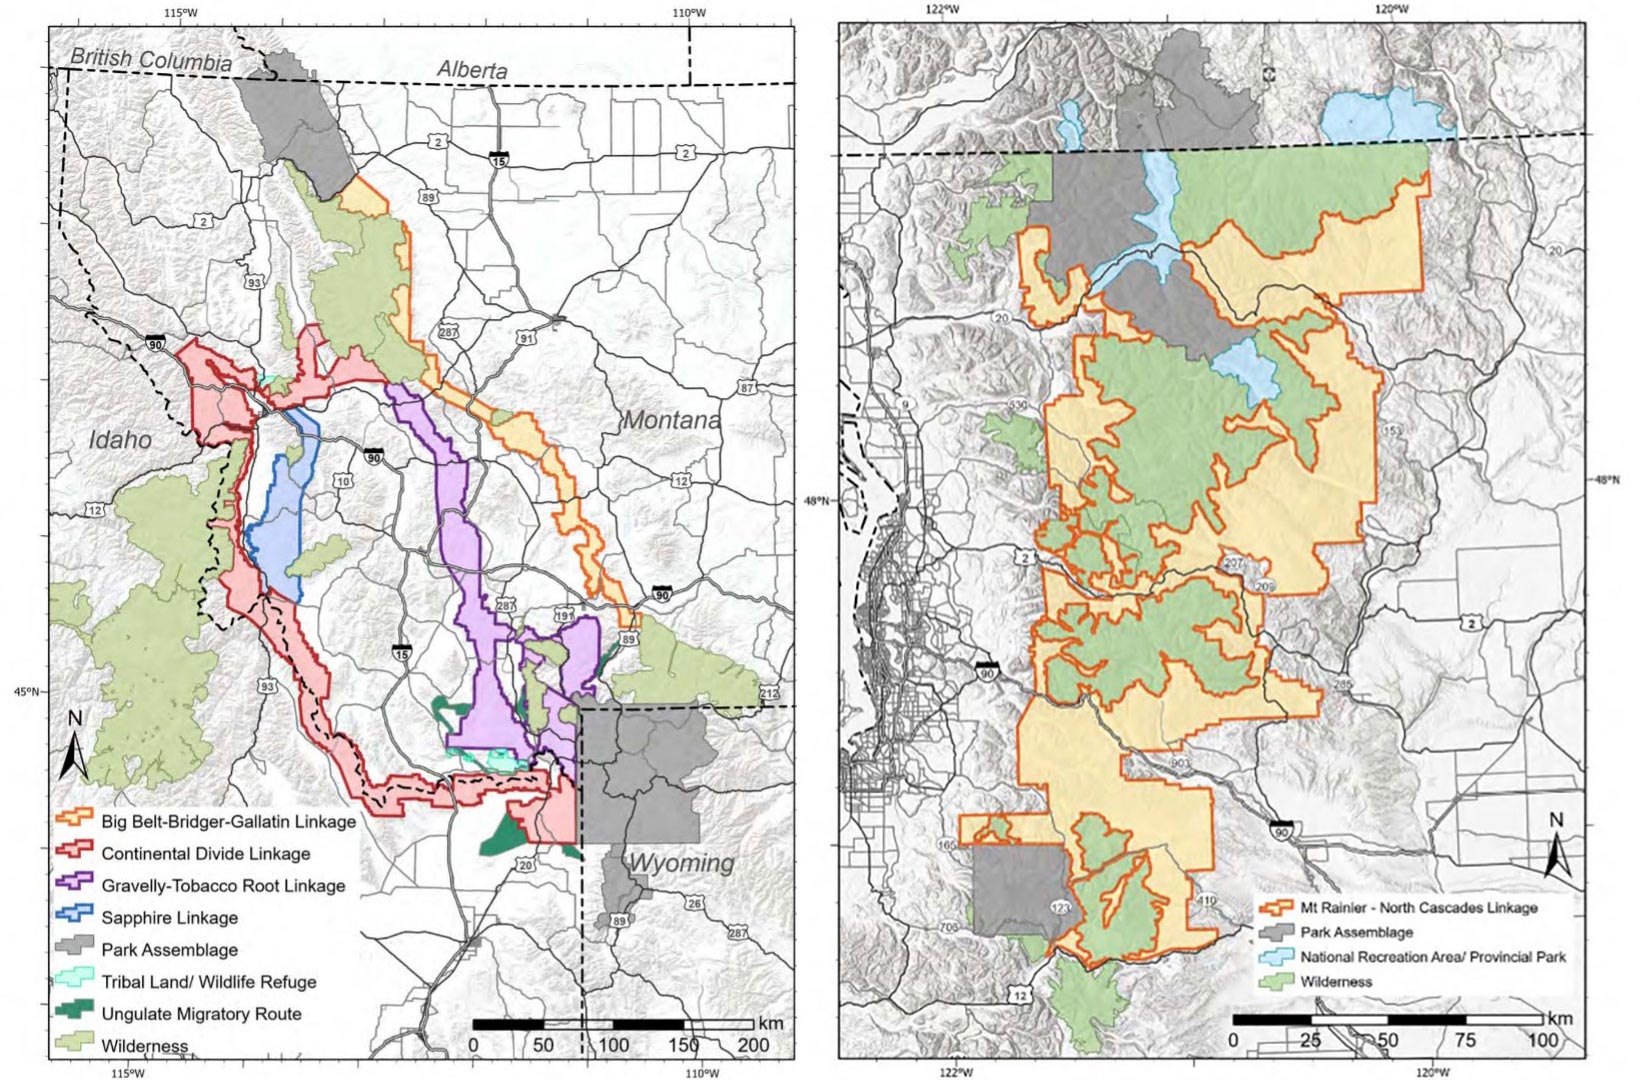 115°W
110°W
British Columbia
Alberta
2
15
2
89
2
93
287
91
90
87
Montana
Idaho
90
10
12
12
90
287
191
89
15
93
45°N
212
N
Big Belt-Bridger-Gallatin Linkage
Continental Divide Linkage
Gravelly-Tobacco Root Linkage
Sapphire Linkage
Park Assemblage
Tribal Land/ Wildlife Refuge
Ungulate Migratory Route
Wilderness
Wyoming
20
26
89
287
km
0 50 100 150 200
115°W
110°W
122°W
120°W
20
20
9
530
153
48°N
48°N
2
207
209
2
90
285
903
90
N
165
123
410
706
12
Mt Rainier - North Cascades Linkage
Park Assemblage
National Recreation Area/ Provincial Park
Wilderness
km
0 25 50 75 100
122°W
120°W